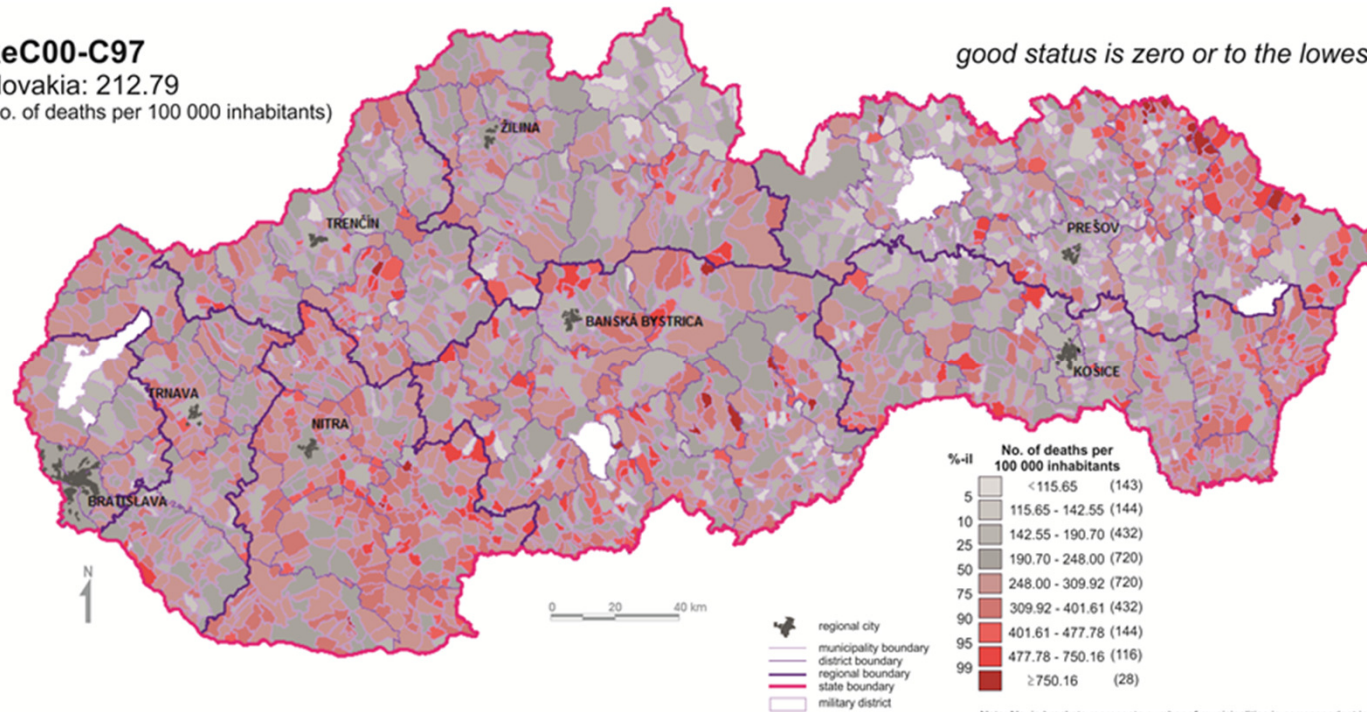 eC00-C97
lovakia: 212.79
o. of deaths per 100 000 inhabitants)
good status is zero or to the lowes
ŽILINA
TRENČÍN
PREŠOV
BANSKÁ BYSTRICA
KOŠICE
TRNAVA
NITRA
BRATISLAVA
N
0 20 40 km
regional city
municipality boundary
district boundary
regional boundary
state boundary
military district
%-il
No. of deaths per
100 000 inhabitants
<115.65 (143)
5
115.65 - 142.55 (144)
10
142.55 - 190.70 (432)
25
190.70 - 248.00 (720)
50
248.00 - 309.92 (720)
75
309.92 - 401.61 (432)
90
401.61 - 477.78 (144)
95
477.78 - 750.16 (116)
99
≥750.16 (28)